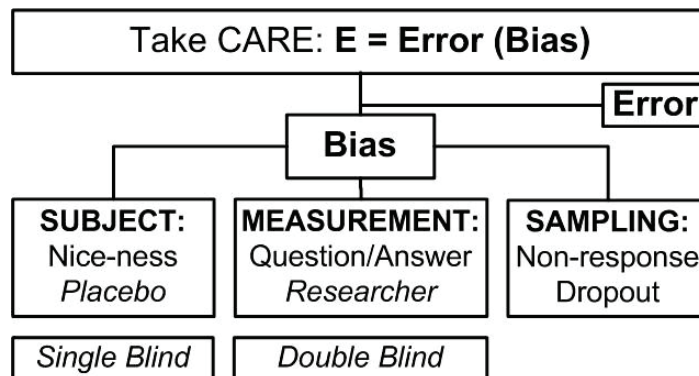 Take CARE: E = Error (Bias)
Error
Bias
SUBJECT:
Nice-ness
Placebo
MEASUREMENT:
Question/Answer
Researcher
SAMPLING:
Non-response
Dropout
Single Blind
Double Blind